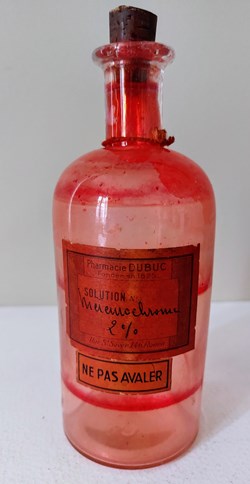 Pharmacie DUBUC
SOLUTION
Mercurochrome
2 %
NE PAS AVALER